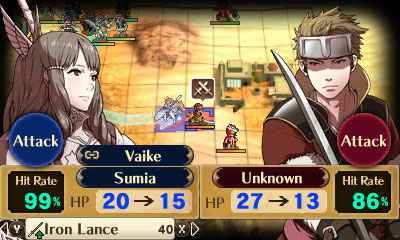 Attack
Vaike
Attack
Sumia
Unknown
Hit Rate
99%
HP 20 → 15
HP 27 → 13
Hit Rate
86%
Y Iron Lance 40 X